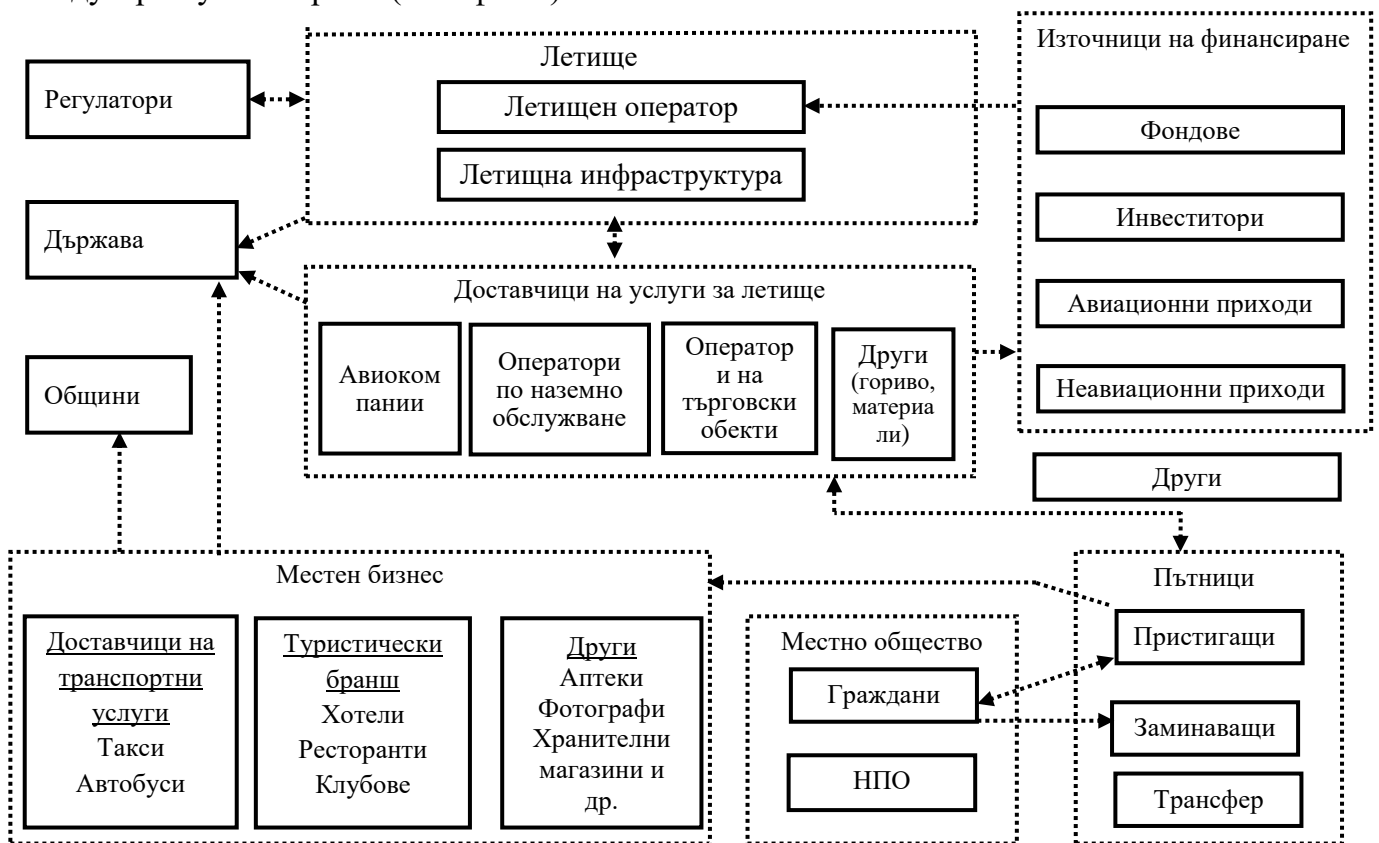 Летище
Източници на финансиране
Регулатори
Летищен оператор
Фондове
Летищна инфраструктура
Държава
Инвеститори
Доставчици на услуги за летище
Авиационни приходи
Авиоком
пании
Оператори
по наземно
обслужване
Оператор
и на
търговски
обекти
Други
(гориво,
материа
ли)
Общини
Неавиационни приходи
Други
Местен бизнес
Доставчици на
транспортни
услуги
Такси
Автобуси
Туристически
бранш
Хотели
Ресторанти
Клубове
Други
Аптеки
Фотографи
Хранителни
магазини и
др.
Местно общество
Граждани
НПО
Пътници
Пристигащи
Заминаващи
Трансфер